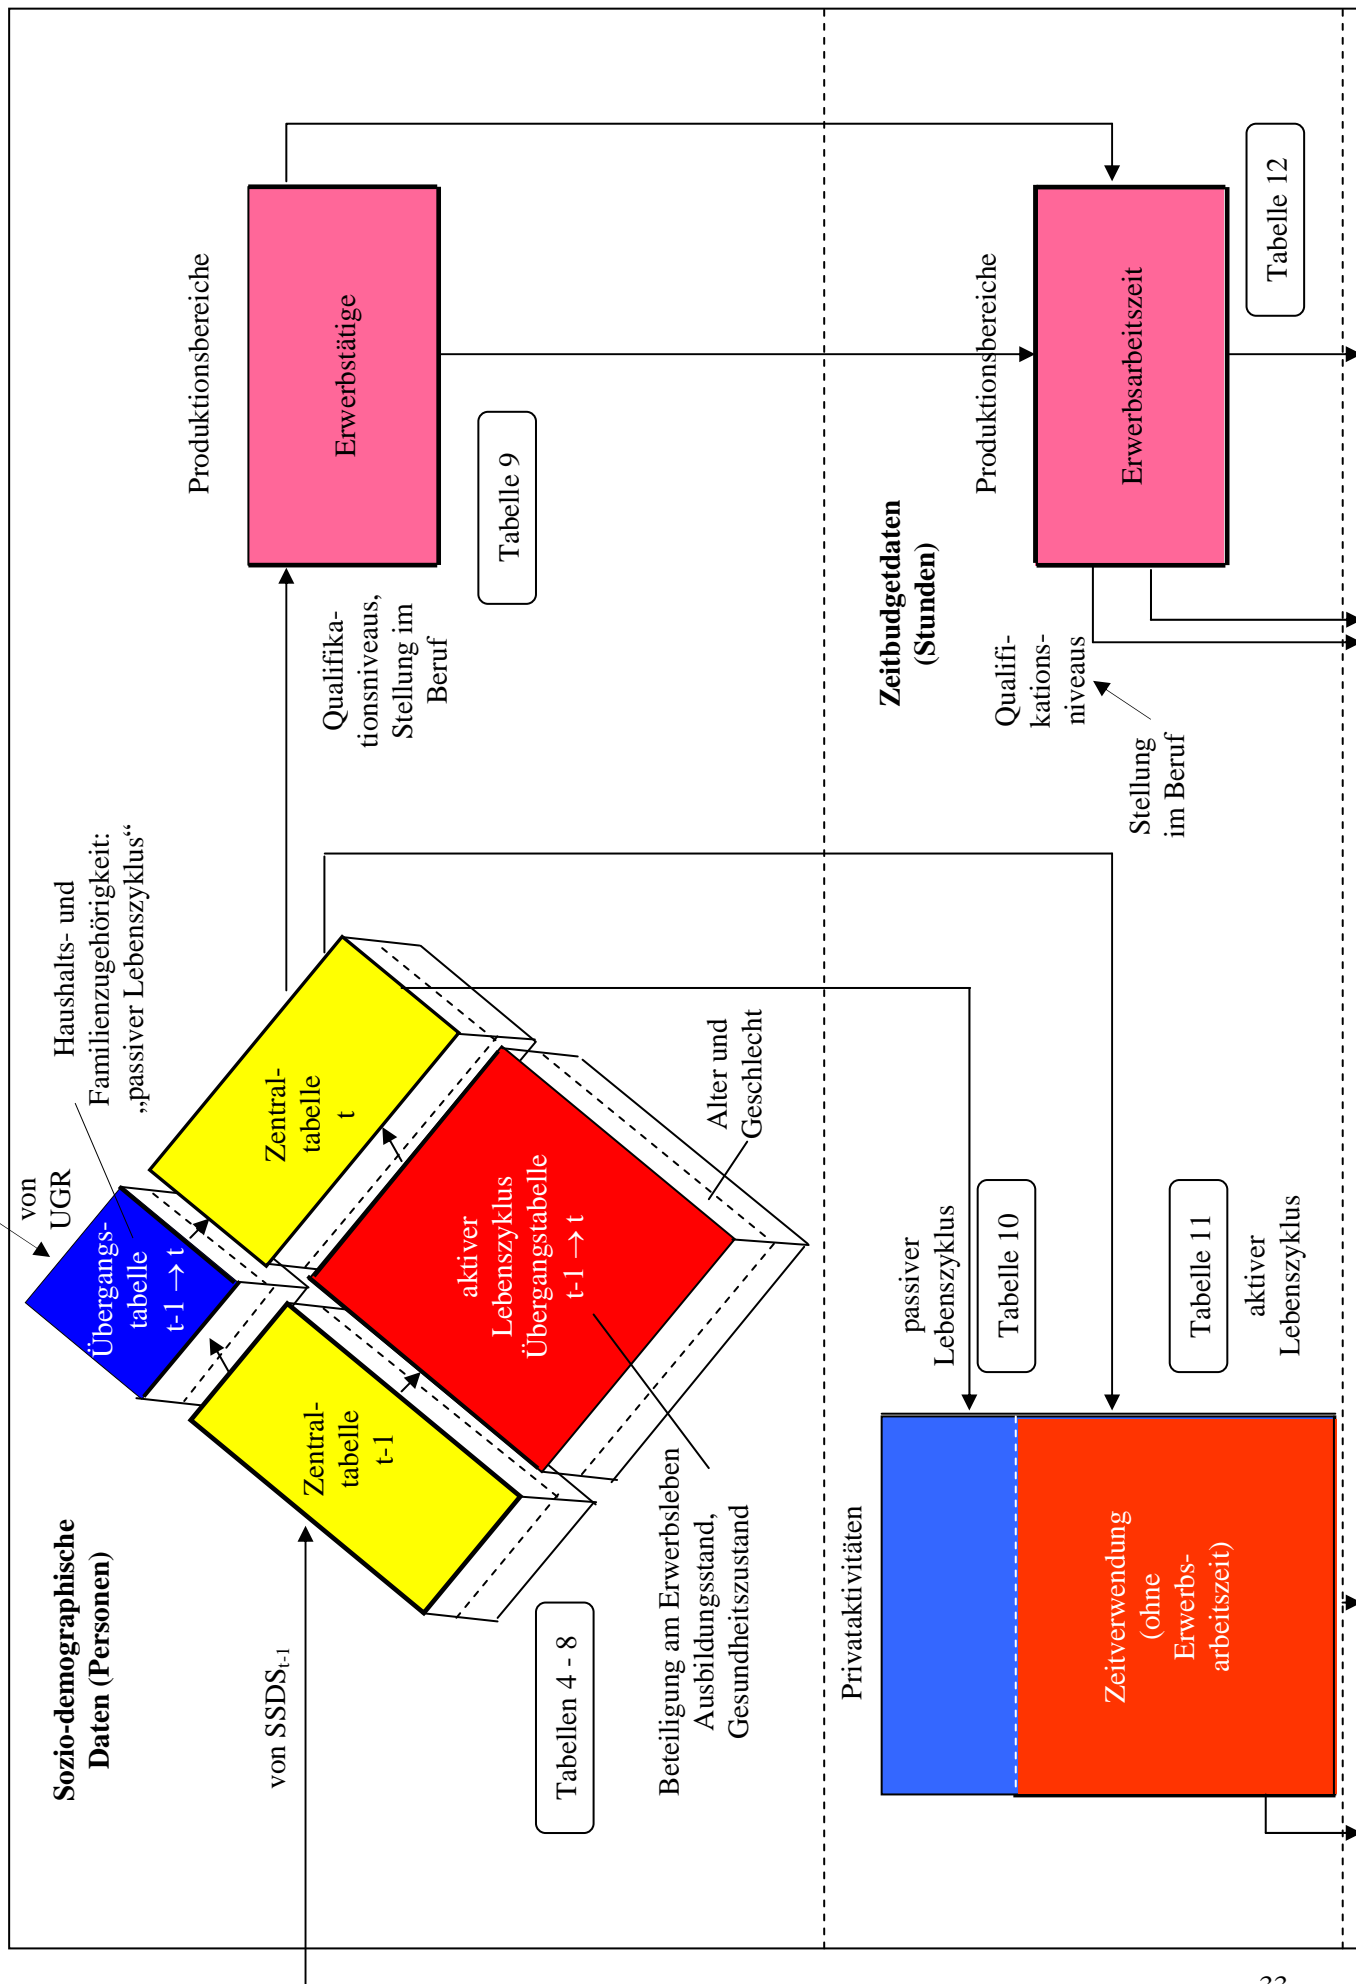 von
UGR
Haushalts- und
Familienzugehörigkeit:
„passiver Lebenszyklus“
Sozio-demographische
Daten (Personen)
Übergangs-
tabelle
t-1 → t
Produktionsbereiche
von SSDSt-1
Zentral-
tabelle
t-1
Zentral-
tabelle
t
Erwerbstätige
Qualifika-
tionsniveaus,
Stellung im
Beruf
aktiver
Lebenszyklus
Übergangstabelle
t-1 → t
Tabelle 9
Tabellen 4 - 8
Beteiligung am Erwerbsleben
Ausbildungsstand,
Gesundheitszustand
Alter und
Geschlecht
Zeitbudgetdaten
(Stunden)
Privataktivitäten
passiver
Lebenszyklus
Tabelle 10
Produktionsbereiche
Qualifi-
kations-
niveaus
Stellung
im Beruf
Erwerbsarbeitszeit
Zeitverwendung
(ohne
Erwerbs-
arbeitszeit)
Tabelle 11
aktiver
Lebenszyklus
Tabelle 12